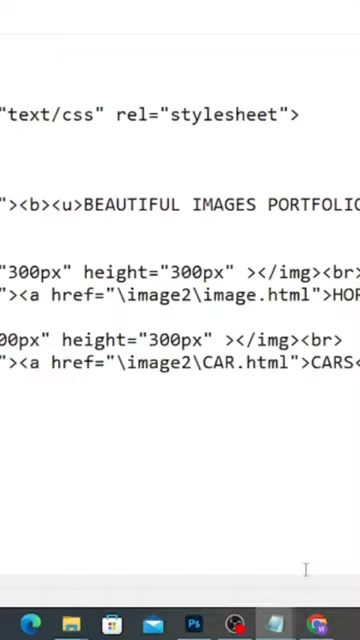 "text/css" rel="stylesheet">
"><b><u>BEAUTIFUL IMAGES PORTFOLIO
"300px" height="300px" ></img><br>
"><a href="\image2\image.html">HOR
00px" height="300px" ></img><br>
"><a href="\image2\CAR.html">CARS<
Ps
W